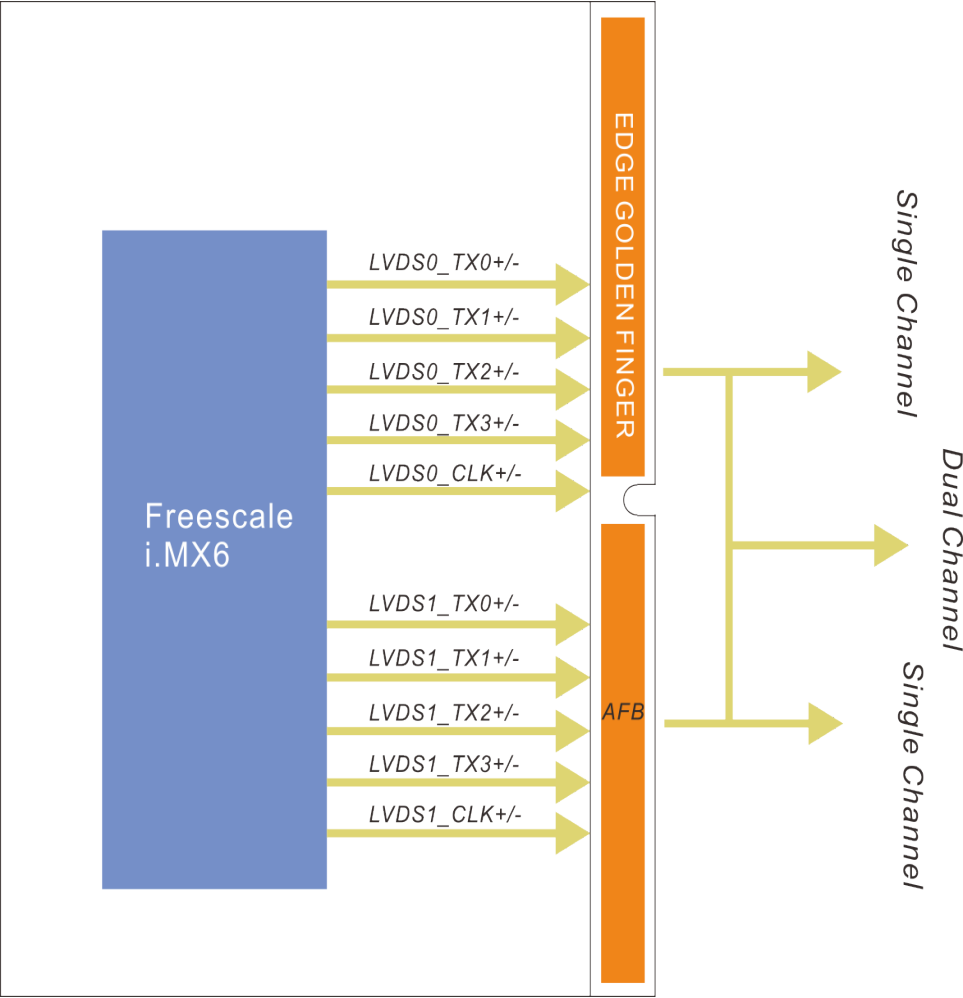 Freescale
i.MX6
LVDS0_TX0+/-
LVDS0_TX1+/-
LVDS0_TX2+/-
LVDS0_TX3+/-
LVDS0_CLK+/-
LVDS1_TX0+/-
LVDS1_TX1+/-
LVDS1_TX2+/-
LVDS1_TX3+/-
LVDS1_CLK+/-
EDGE GOLDEN FINGER
AFB
Single Channel
Dual Channel
Single Channel